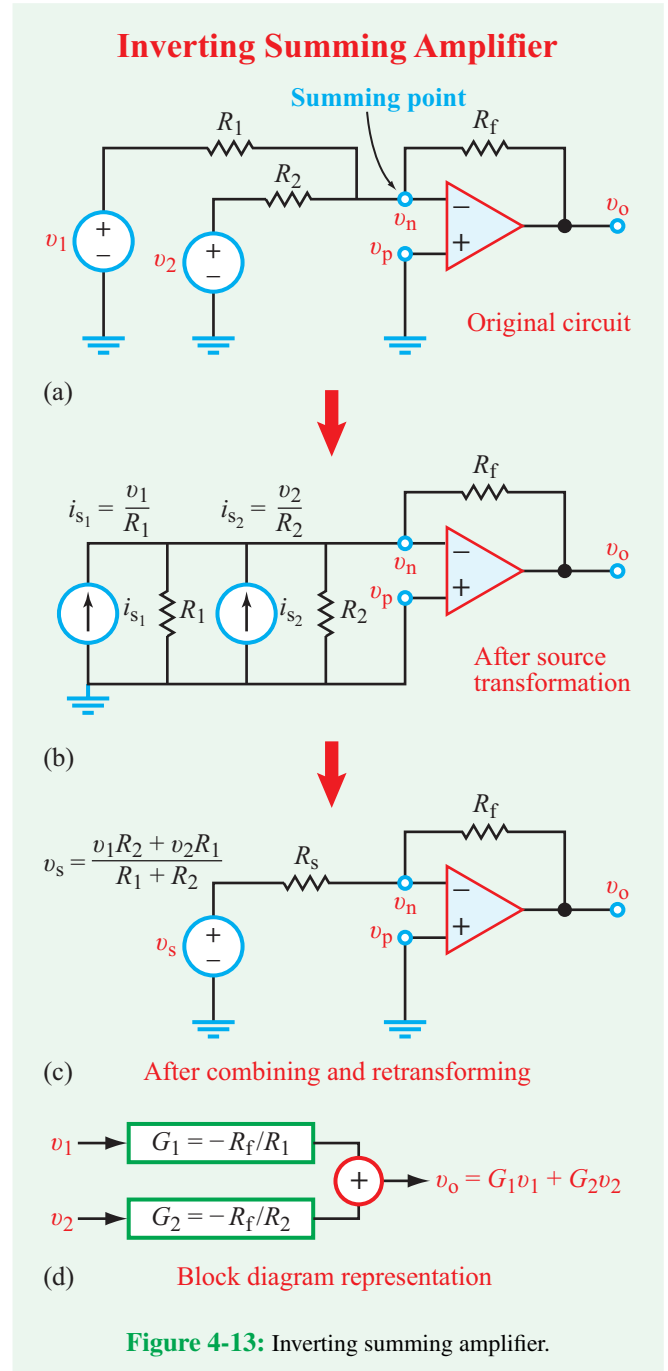 Inverting Summing Amplifier
Summing point
R1
Rf
R2
υn
−
υo
υ1
+
−
υ2
+
−
υp
+
Original circuit
(a)
is1 = υ1/R1
is2 = υ2/R2
Rf
υn
−
υo
is1
R1
is2
R2
υp
+
After source
transformation
(b)
Rf
υs = (υ1R2 + υ2R1)/(R1 + R2)
Rs
υn
−
υo
υs
+
−
υp
+
(c) After combining and retransforming
υ1 G1 = −Rf/R1
+ υo = G1υ1 + G2υ2
υ2 G2 = −Rf/R2
(d) Block diagram representation
Figure 4-13: Inverting summing amplifier.